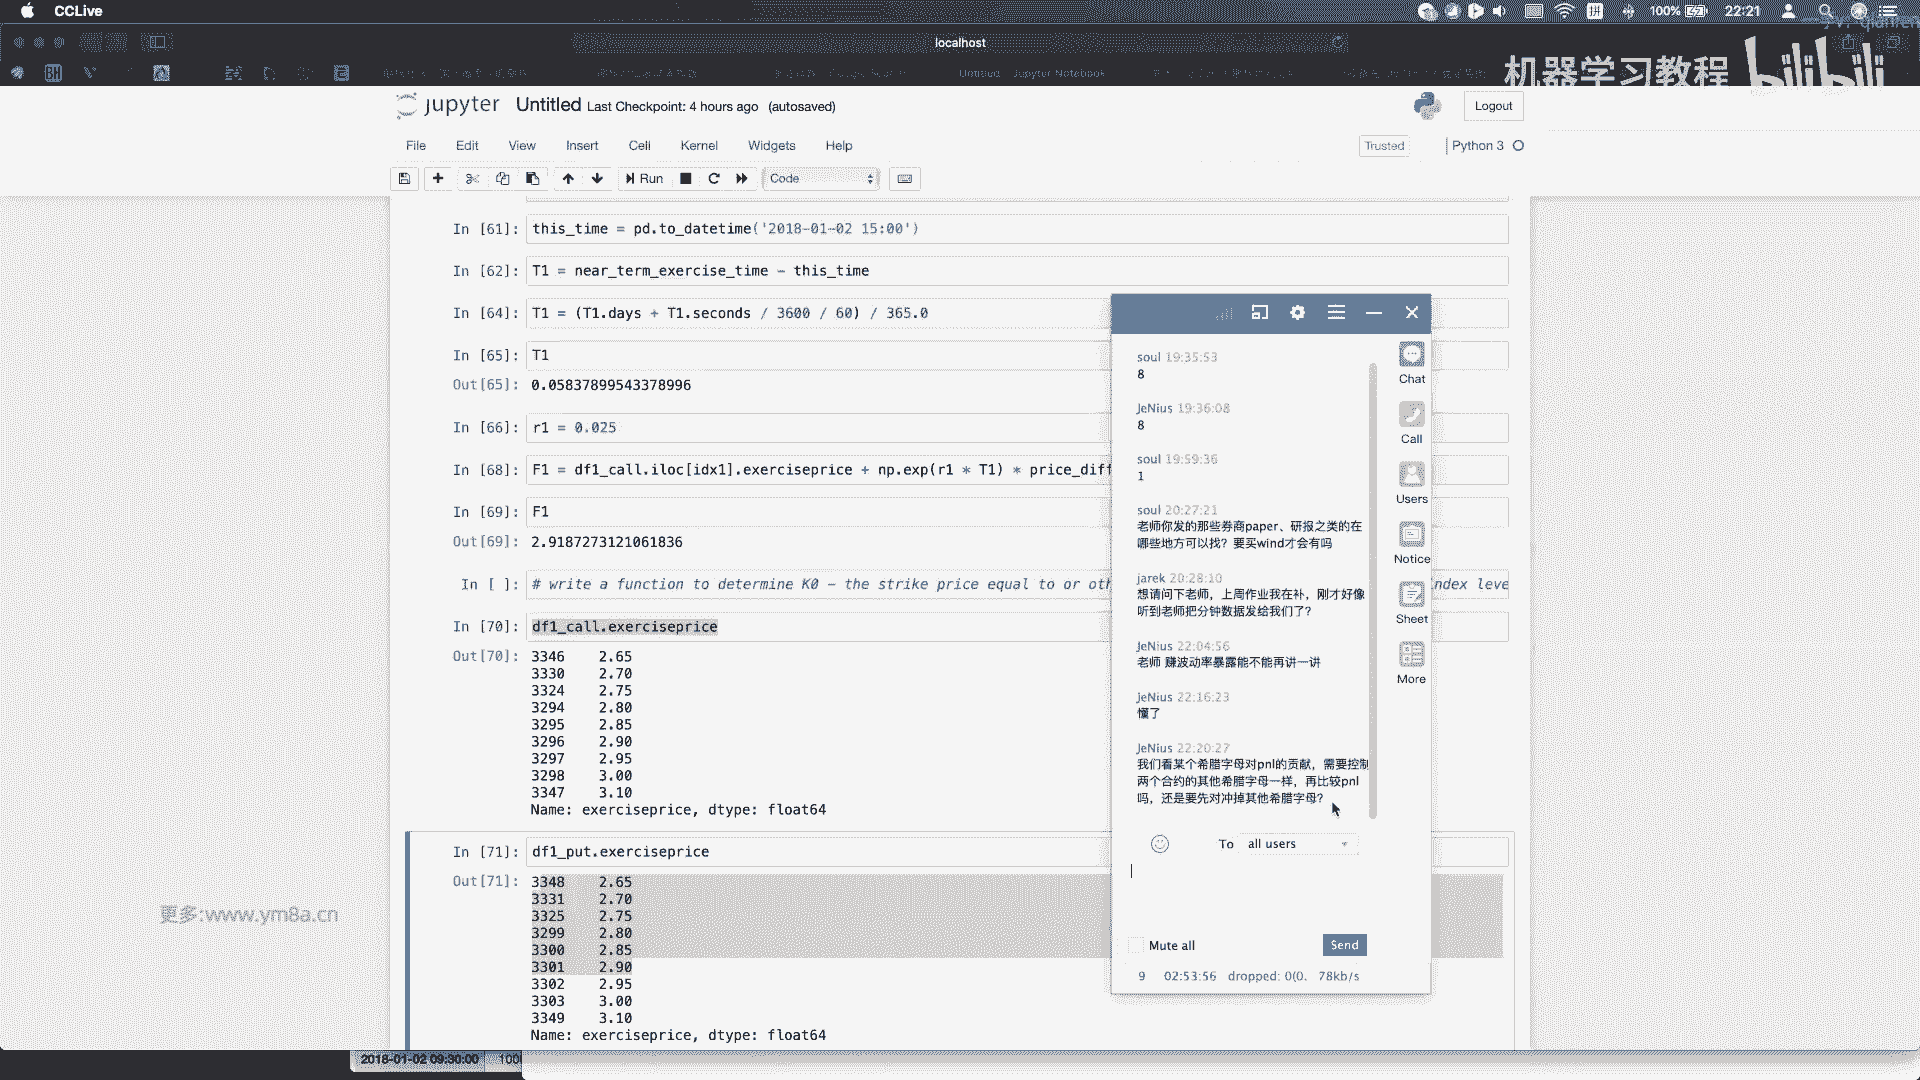 CCLive
100%
22:21
localhost
Untitled - Jupyter Notebook
机器学习教程 bilibili
jupyter Untitled Last Checkpoint: 4 hours ago (autosaved)
Logout
File Edit View Insert Cell Kernel Widgets Help
Trusted
Python 3
Run
Code
In [61]: this_time = pd.to_datetime('2018-01-02 15:00')
In [62]: T1 = near_term_exercise_time - this_time
In [64]: T1 = (T1.days + T1.seconds / 3600 / 60) / 365.0
In [65]: T1
Out[65]: 0.05837899543378996
In [66]: r1 = 0.025
In [68]: F1 = df1_call.iloc[idx1].exerciseprice + np.exp(r1 * T1) * price_diff
In [69]: F1
Out[69]: 2.9187273121061836
In [ ]: # write a function to determine K0 - the strike price equal to or oth
ndex leve
In [70]: df1_call.exerciseprice
Out[70]: 3346 2.65
3330 2.70
3324 2.75
3294 2.80
3295 2.85
3296 2.90
3297 2.95
3298 3.00
3347 3.10
Name: exerciseprice, dtype: float64
In [71]: df1_put.exerciseprice
Out[71]: 3348 2.65
3331 2.70
3325 2.75
3299 2.80
3300 2.85
3301 2.90
3302 2.95
3303 3.00
3349 3.10
Name: exerciseprice, dtype: float64
soul 19:35:53
8
JeNius 19:36:08
8
soul 19:59:36
1
soul 20:27:21
老师你发的那些券商paper、研报之类的在
哪些地方可以找？要买wind才会有吗
jarek 20:28:10
想请问下老师，上周作业我在补，刚才好像
听到老师把分钟数据发给我们了？
JeNius 22:04:56
老师 赚波动率暴露能不能再讲一讲
JeNius 22:16:23
懂了
JeNius 22:20:27
我们看某个希腊字母对pnl的贡献，需要控制
两个合约的其他希腊字母一样，再比较pnl
吗，还是要先对冲掉其他希腊字母？
Chat
Call
Users
Notice
Sheet
More
To all users
Mute all
Send
9 02:53:56 dropped: 0(0. 78kb/s
更多:www.ym8a.cn
2018-01-02 09:30:00 100